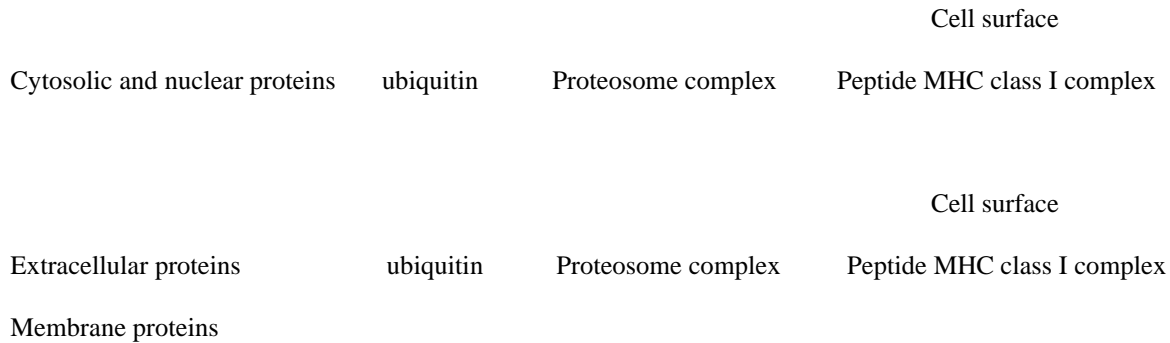 Cell surface
Cytosolic and nuclear proteins ubiquitin Proteosome complex Peptide MHC class I complex
Cell surface
Extracellular proteins ubiquitin Proteosome complex Peptide MHC class I complex
Membrane proteins